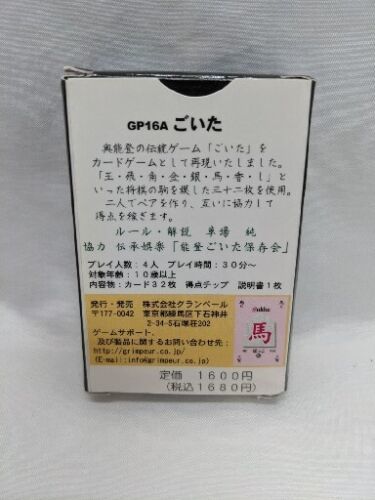 GP16A ごいた
奥能登の伝統ゲーム「ごいた」を
カードゲームとして再現いたしました。
「王・飛・角・金・銀・馬・香・し」と
いった将棋の駒を模した三十二枚を使用。
二人でペアを作り、互いに協力して
得点を稼ぎます。
ルール・解説 草場 純
協力 伝承娯楽「能登ごいた保存会」
プレイ人数：4人 プレイ時間：30分～
対象年齢：10歳以上
内容物：カード32枚 得点チップ 説明書1枚
発行・発売 株式会社グランペール
〒177-0042 東京都練馬区下石神井
2-34-5石塚荘202
ゲームサポート、
及び製品に関するお問い合わせ先：
http://grimpeur.co.jp/
(E-mail:info@grimpeur.co.jp)
馬
定価 1600円
(税込1680円)